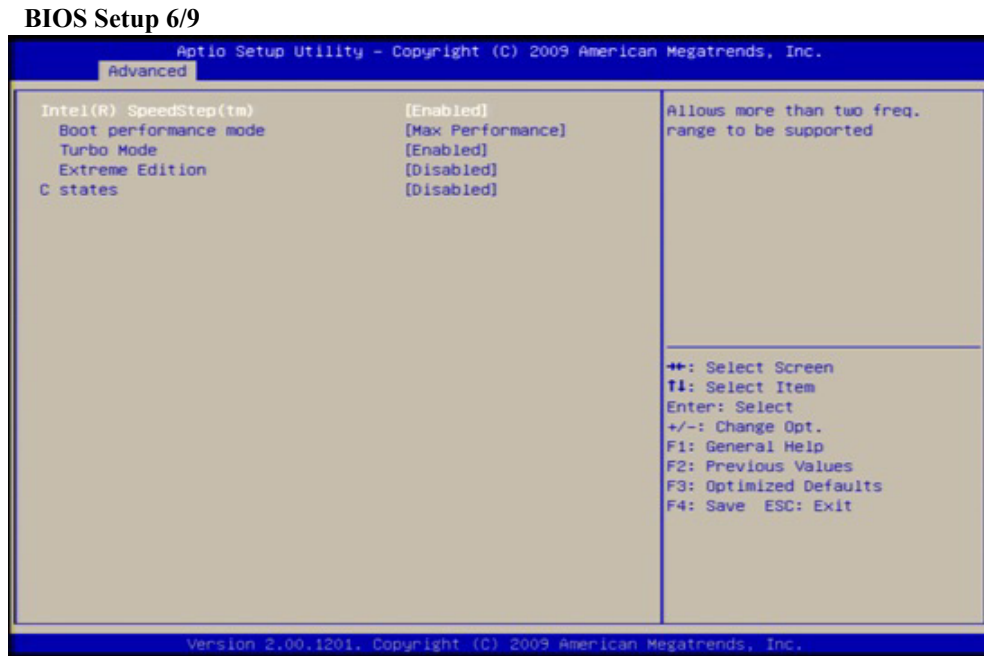 BIOS Setup 6/9
Aptio Setup Utility – Copyright (C) 2009 American Megatrends, Inc.
Advanced
Intel(R) SpeedStep(tm) [Enabled]
Boot performance mode [Max Performance]
Turbo Mode [Enabled]
Extreme Edition [Disabled]
C states [Disabled]
Allows more than two freq.
range to be supported
→←: Select Screen
↑↓: Select Item
Enter: Select
+/-: Change Opt.
F1: General Help
F2: Previous Values
F3: Optimized Defaults
F4: Save ESC: Exit
Version 2.00.1201. Copyright (C) 2009 American Megatrends, Inc.